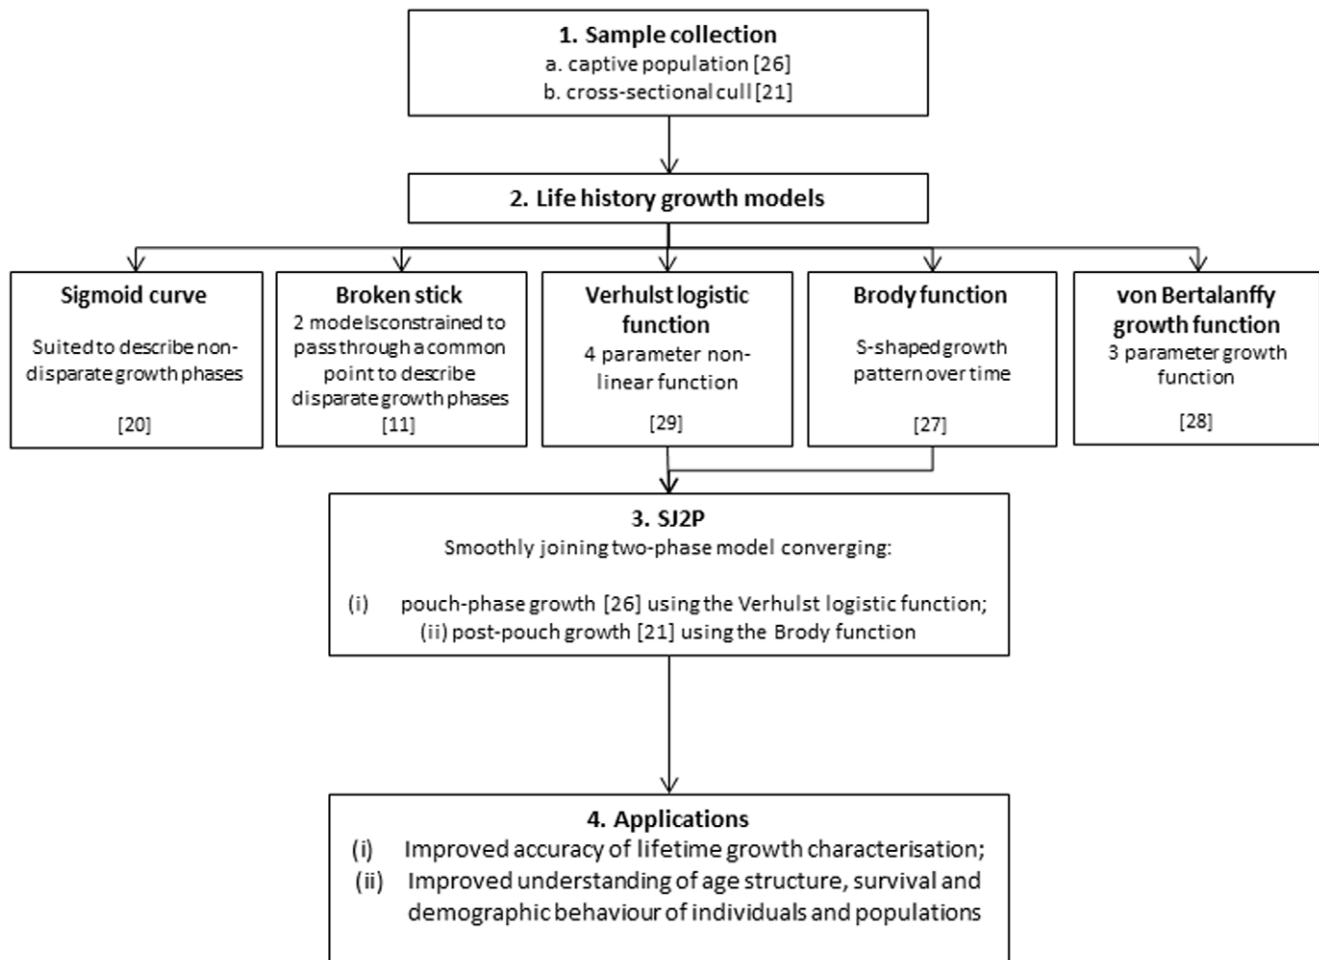 1. Sample collection
a. captive population [26]
b. cross-sectional cull [21]
2. Life history growth models
Sigmoid curve
Suited to describe non-
disparate growth phases
[20]
Broken stick
2 models constrained to
pass through a common
point to describe
disparate growth phases
[11]
Verhulst logistic
function
4 parameter non-
linear function
[29]
Brody function
S-shaped growth
pattern over time
[27]
von Bertalanffy
growth function
3 parameter growth
function
[28]
3. SJ2P
Smoothly joining two-phase model converging:
(i) pouch-phase growth [26] using the Verhulst logistic function;
(ii) post-pouch growth [21] using the Brody function
4. Applications
(i) Improved accuracy of lifetime growth characterisation;
(ii) Improved understanding of age structure, survival and
demographic behaviour of individuals and populations